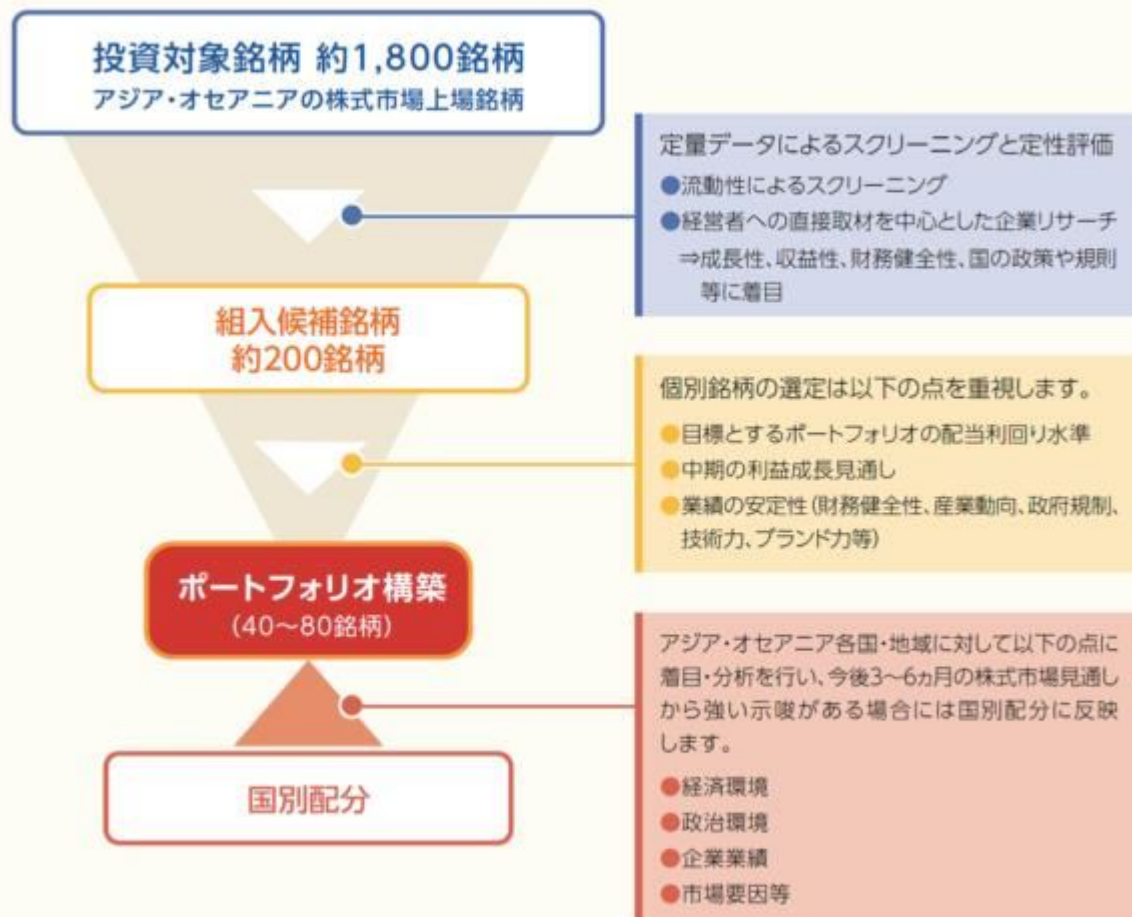 投資対象銘柄 約1,800銘柄
アジア・オセアニアの株式市場上場銘柄
定量データによるスクリーニングと定性評価
●流動性によるスクリーニング
●経営者への直接取材を中心とした企業リサーチ
⇒成長性、収益性、財務健全性、国の政策や規則
等に着目
組入候補銘柄
約200銘柄
個別銘柄の選定は以下の点を重視します。
●目標とするポートフォリオの配当利回り水準
●中期の利益成長見通し
●業績の安定性(財務健全性、産業動向、政府規制、
技術力、ブランド力等)
ポートフォリオ構築
(40～80銘柄)
アジア・オセアニア各国・地域に対して以下の点に
着目・分析を行い、今後3～6ヵ月の株式市場見通し
から強い示唆がある場合には国別配分に反映
します。
●経済環境
●政治環境
●企業業績
●市場要因等
国別配分